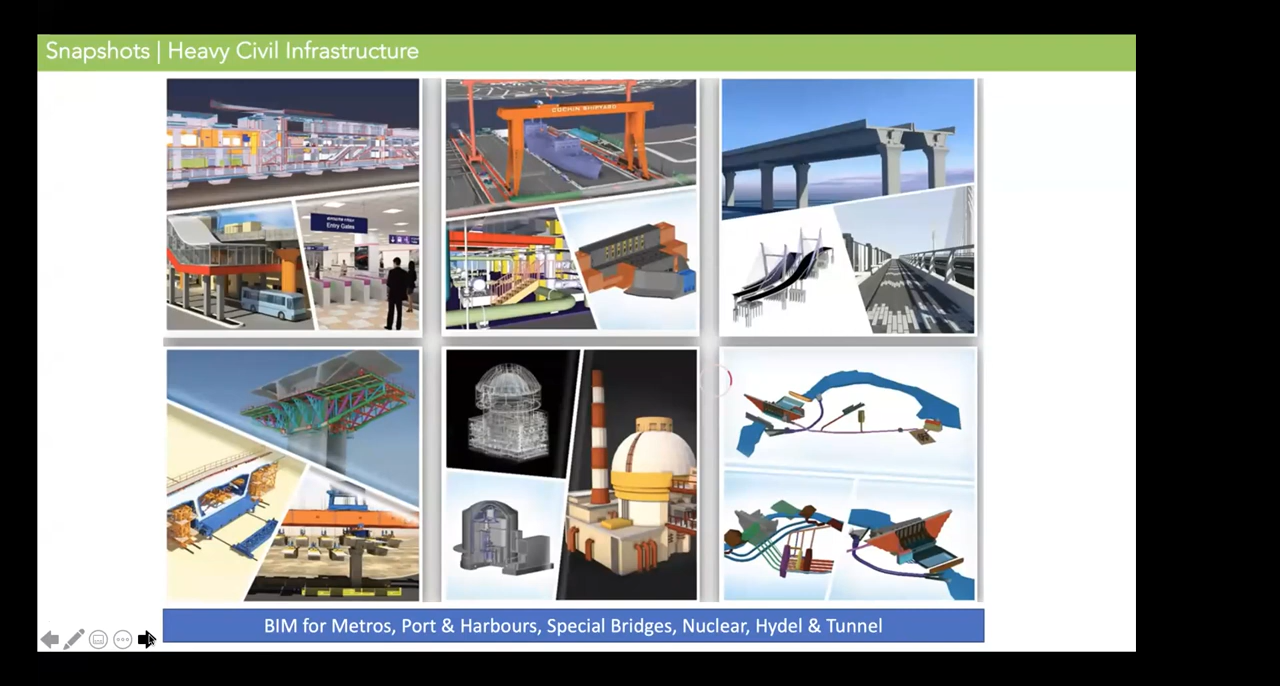 Snapshots | Heavy Civil Infrastructure
COCHIN SHIPYARD
Entry Gates
BIM for Metros, Port & Harbours, Special Bridges, Nuclear, Hydel & Tunnel